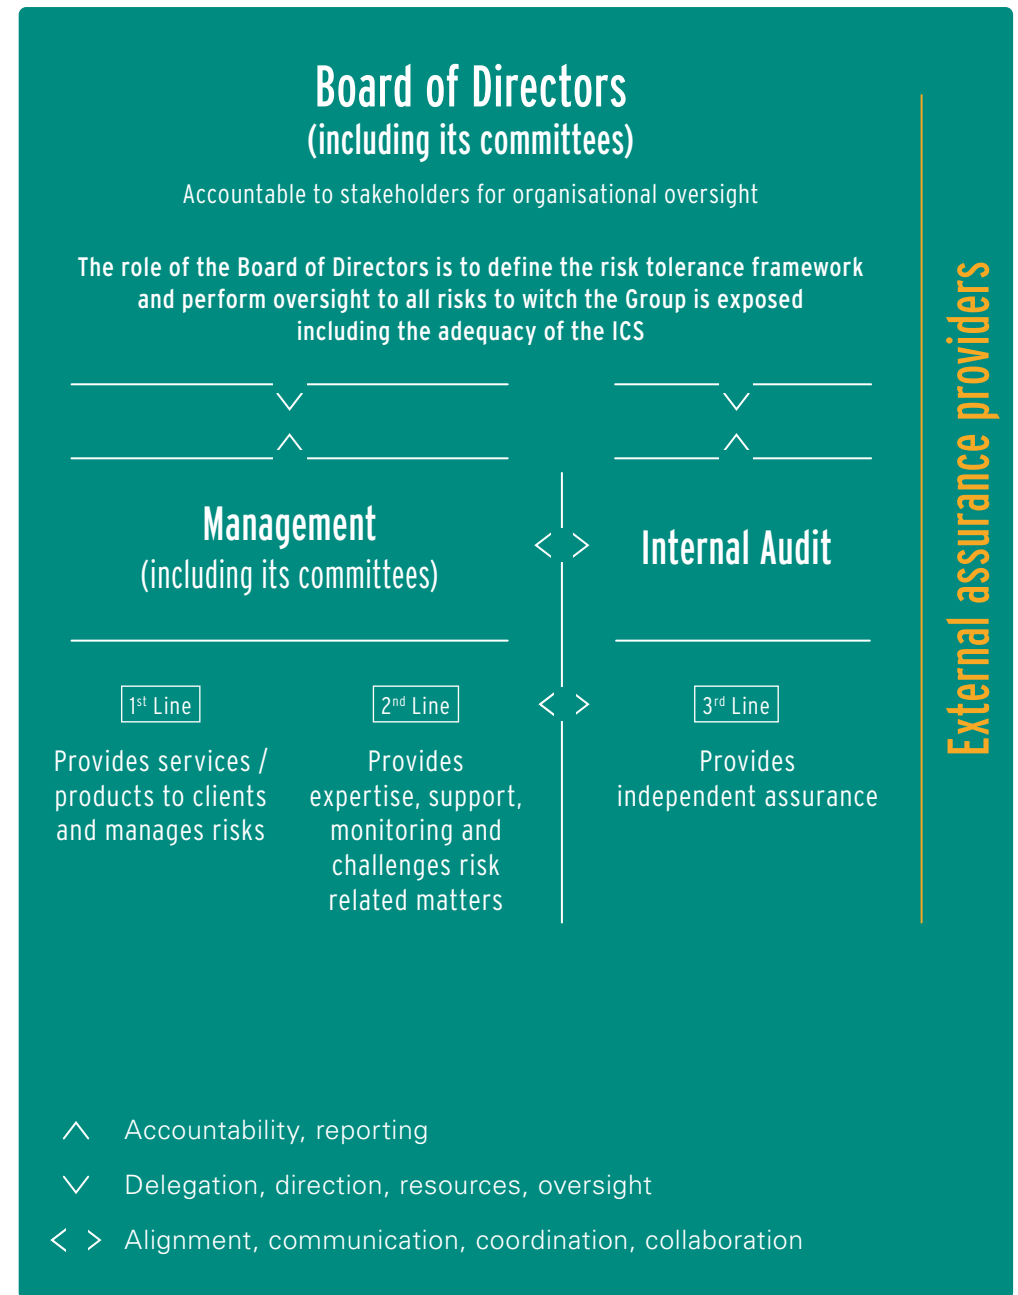 Board of Directors
(including its committees)
Accountable to stakeholders for organisational oversight
The role of the Board of Directors is to define the risk tolerance framework
and perform oversight to all risks to witch the Group is exposed
including the adequacy of the ICS
Management
(including its committees)
Internal Audit
1st Line
Provides services /
products to clients
and manages risks
2nd Line
Provides
expertise, support,
monitoring and
challenges risk
related matters
3rd Line
Provides
independent assurance
External assurance providers
Accountability, reporting
Delegation, direction, resources, oversight
Alignment, communication, coordination, collaboration